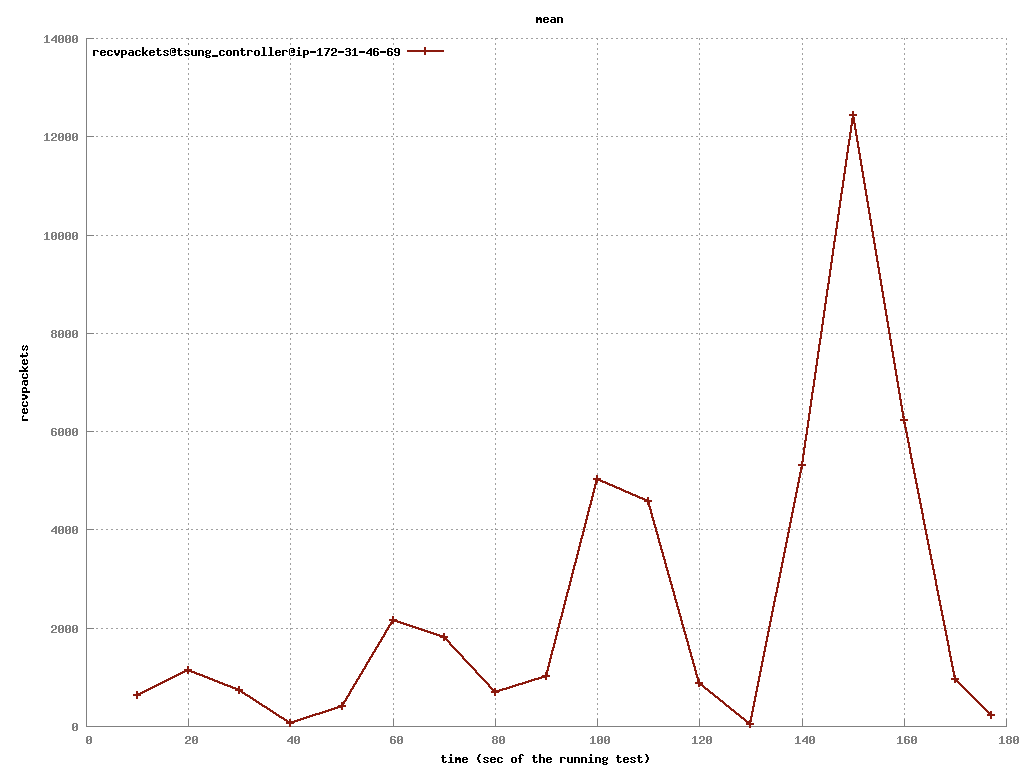 mean
14000
recvpackets@tsung_controller@ip-172-31-46-69
12000
10000
8000
recvpackets
6000
4000
2000
0
0 20 40 60 80 100 120 140 160 180
time (sec of the running test)